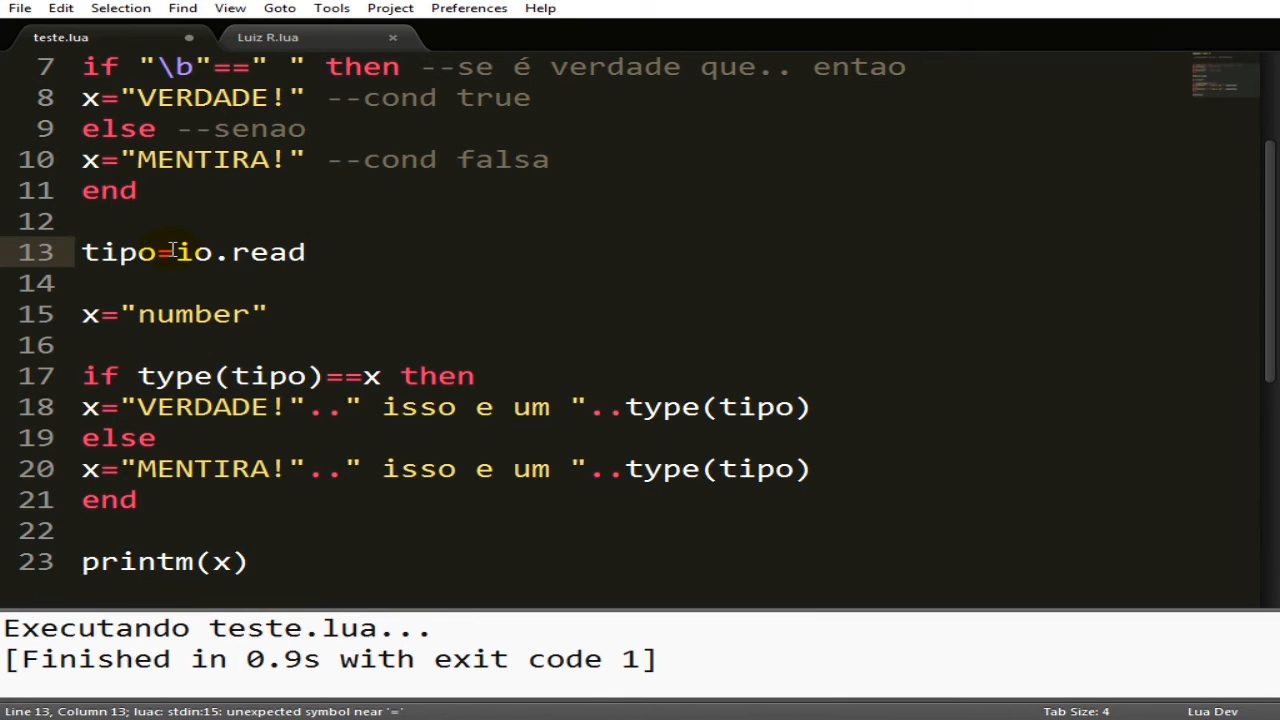 File Edit Selection Find View Goto Tools Project Preferences Help
teste.lua Luiz R.lua ×
7 if "\b"==" " then --se é verdade que.. entao
8 x="VERDADE!" --cond true
9 else --senao
10 x="MENTIRA!" --cond falsa
11 end
12
13 tipo=io.read
14
15 x="number"
16
17 if type(tipo)==x then
18 x="VERDADE!".." isso e um "..type(tipo)
19 else
20 x="MENTIRA!".." isso e um "..type(tipo)
21 end
22
23 printm(x)
Executando teste.lua...
[Finished in 0.9s with exit code 1]
Line 13, Column 13; luac: stdin:15: unexpected symbol near '=' Tab Size: 4 Lua Dev